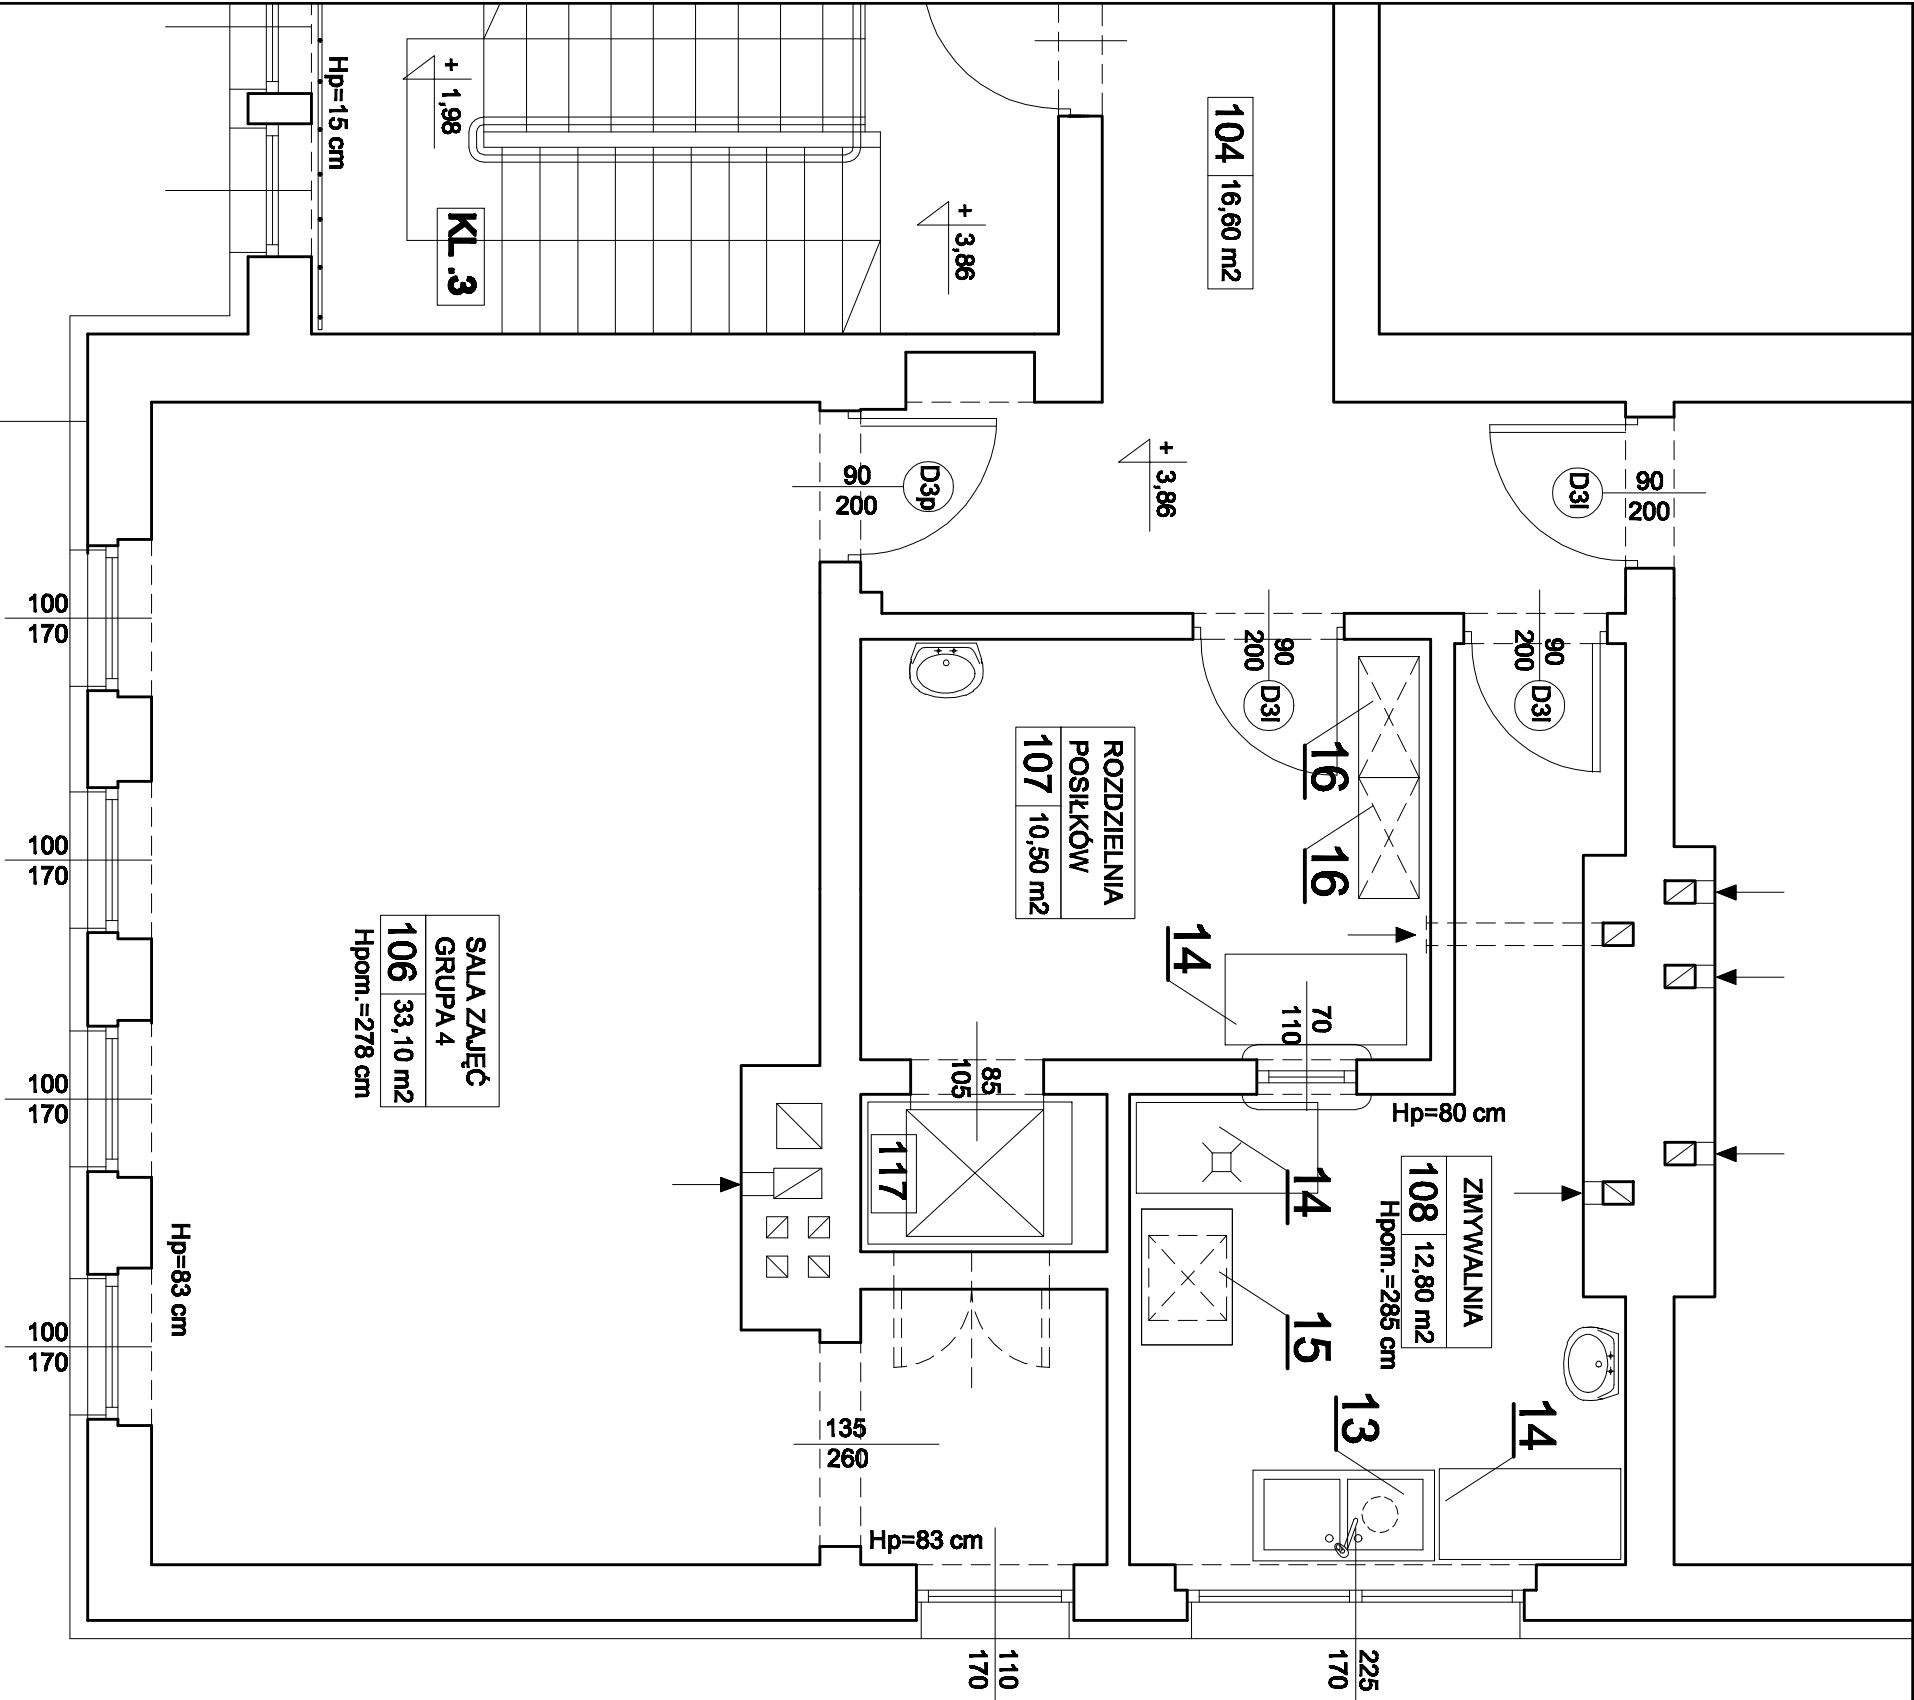 Hp=15 cm
+ 1,98
KL .3
+ 3,86
104 16,60 m2
90
200
D3p
+ 3,86
D3l
90
200
90
200
D3l
90
200
D3l
16
16
ROZDZIELNIA
POSIŁKÓW
107 10,50 m2
14
70
110
85
105
117
Hp=80 cm
ZMYWALNIA
108 12,80 m2
Hpom.=285 cm
14
15
13
14
SALA ZAJĘĆ
GRUPA 4
106 33,10 m2
Hpom.=278 cm
100
170
100
170
100
170
100
170
Hp=83 cm
135
260
Hp=83 cm
110
170
225
170